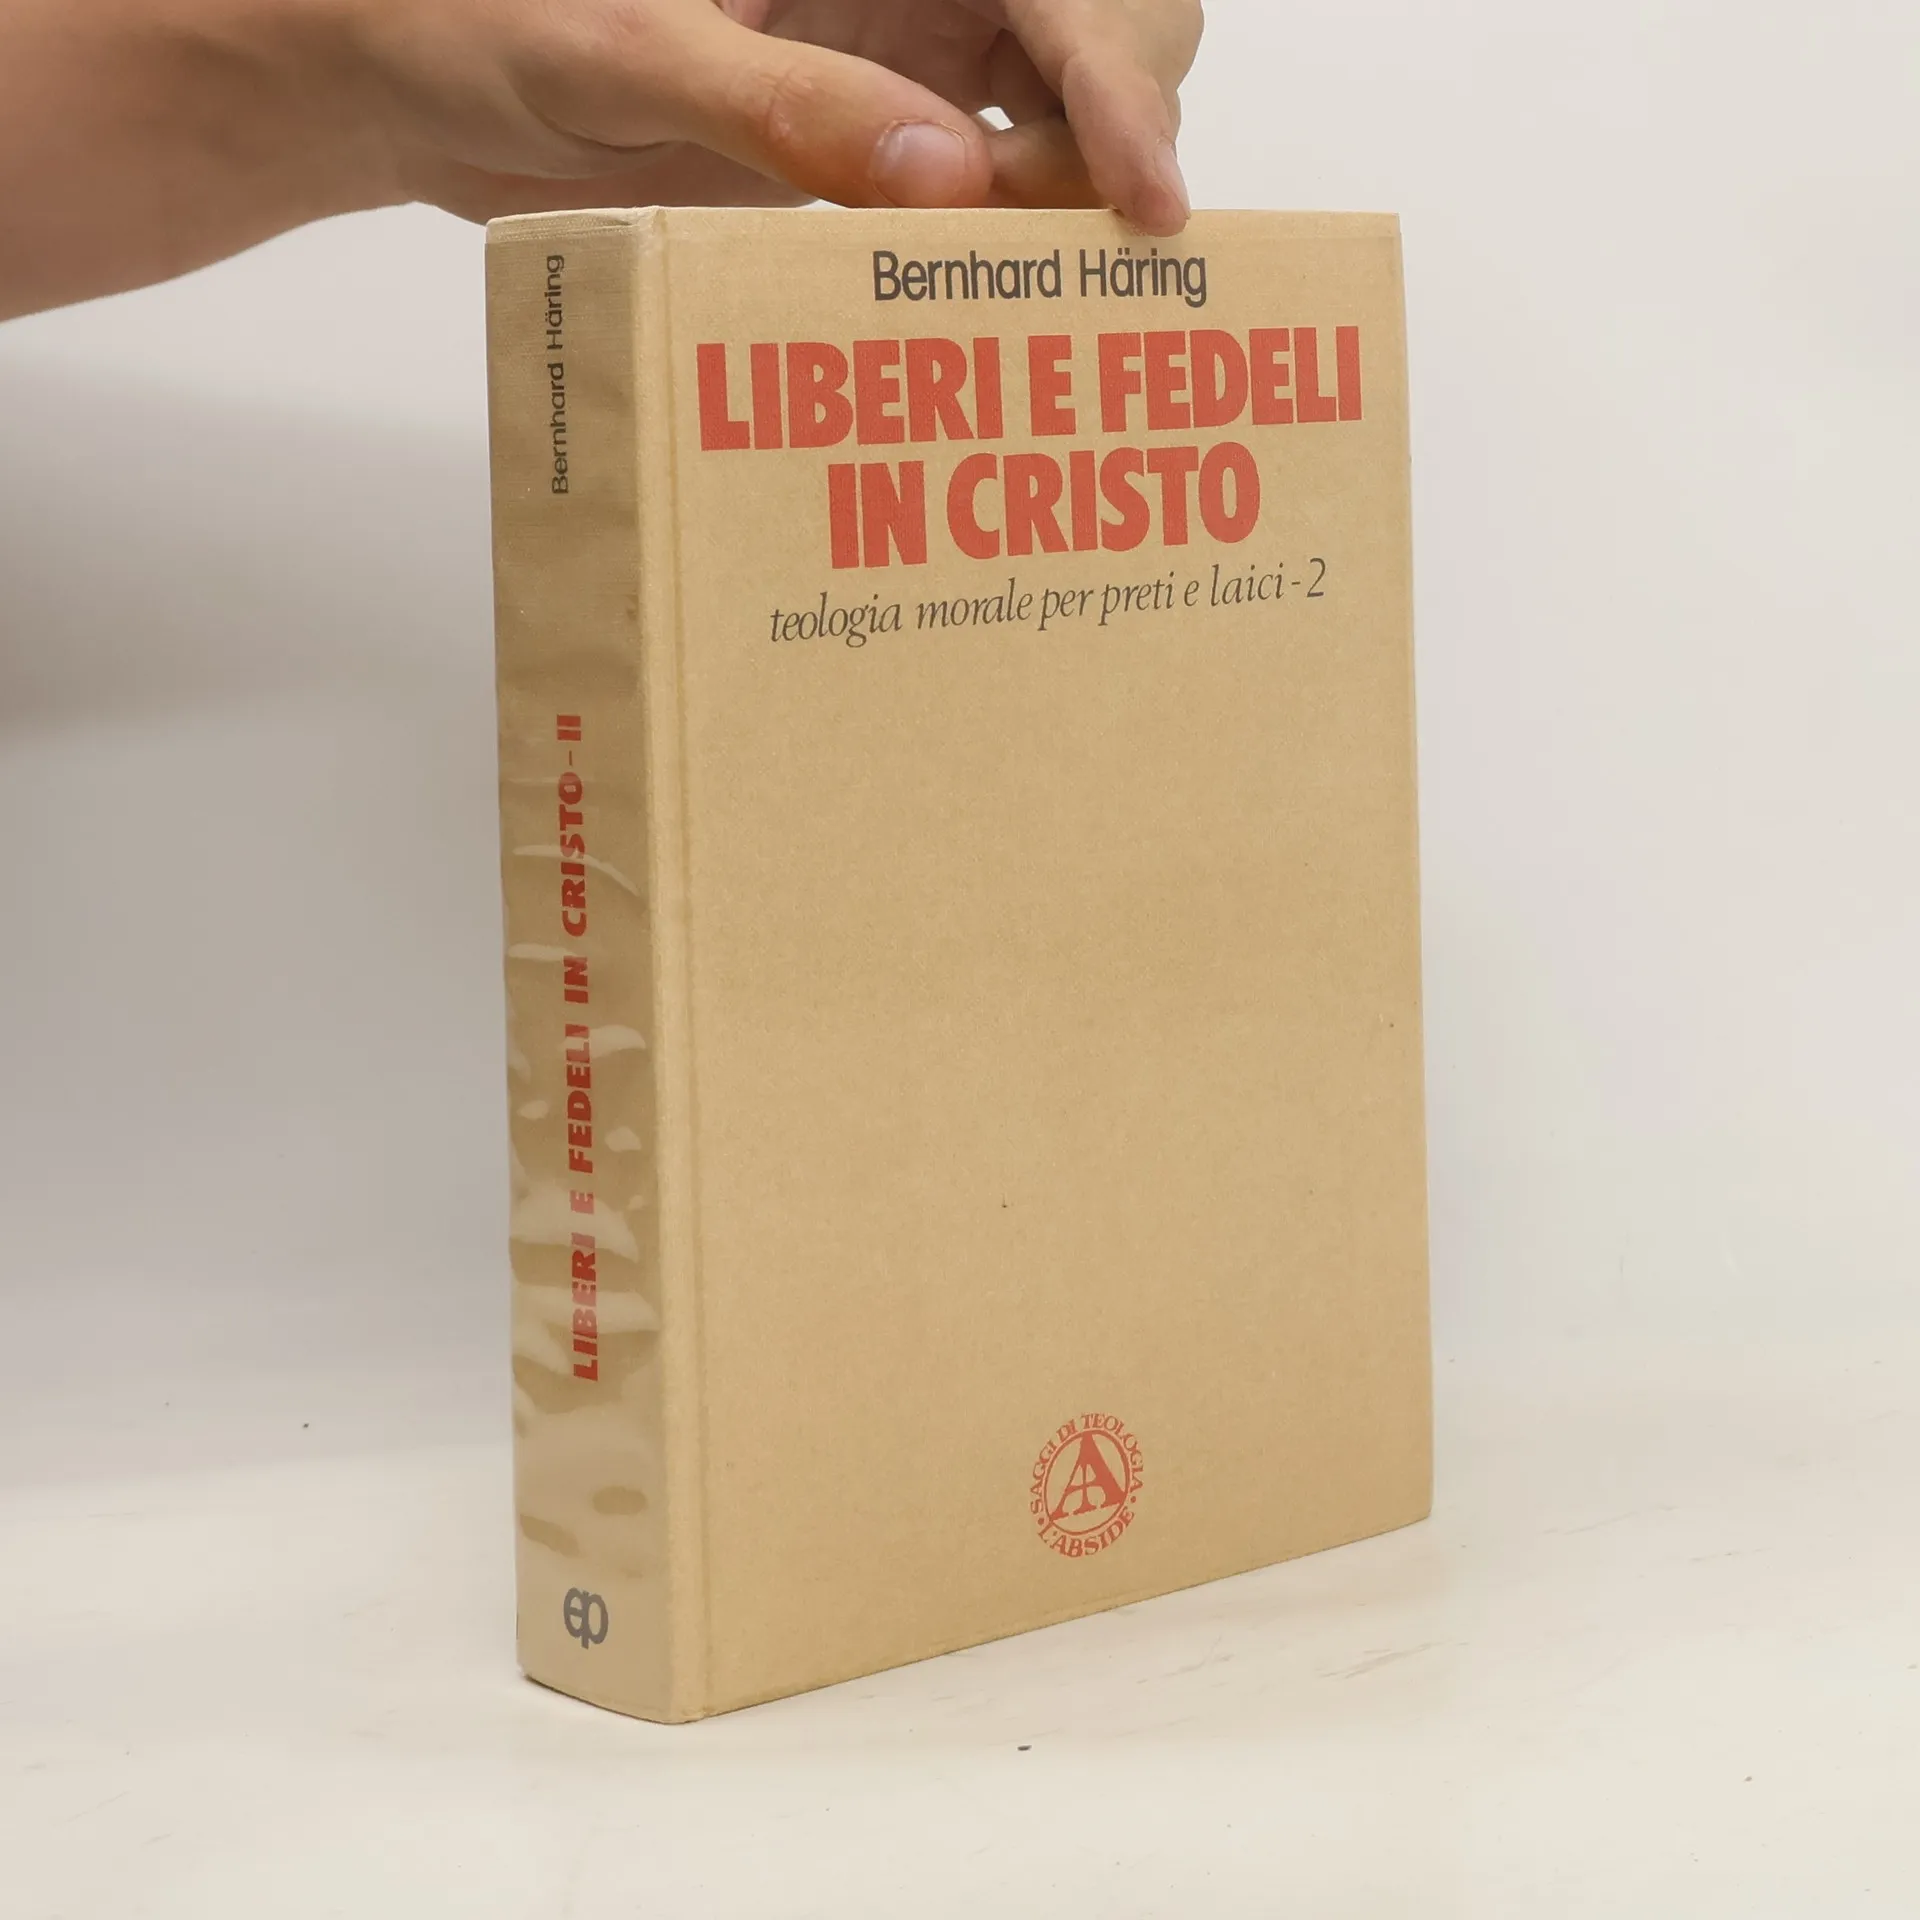 Bernhard Häring
LIBERI E FEDELI
IN CRISTO
teologia morale per preti e laici - 2
Bernhard Häring
LIBERI E FEDELI IN CRISTO - II
ep
SAGGI DI TEOLOGIA
• L'ABSIDE •
A